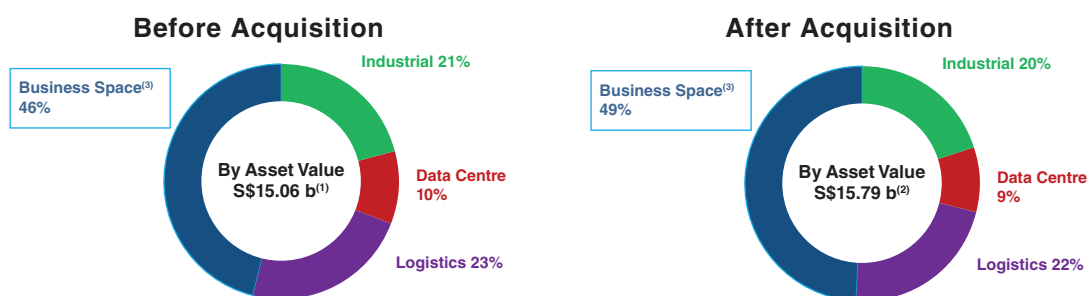 Before Acquisition
Industrial 21%
Business Space(3)
46%
By Asset Value
S$15.06 b(1)
Data Centre
10%
Logistics 23%
After Acquisition
Industrial 20%
Business Space(3)
49%
By Asset Value
S$15.79 b(2)
Data Centre
9%
Logistics 22%